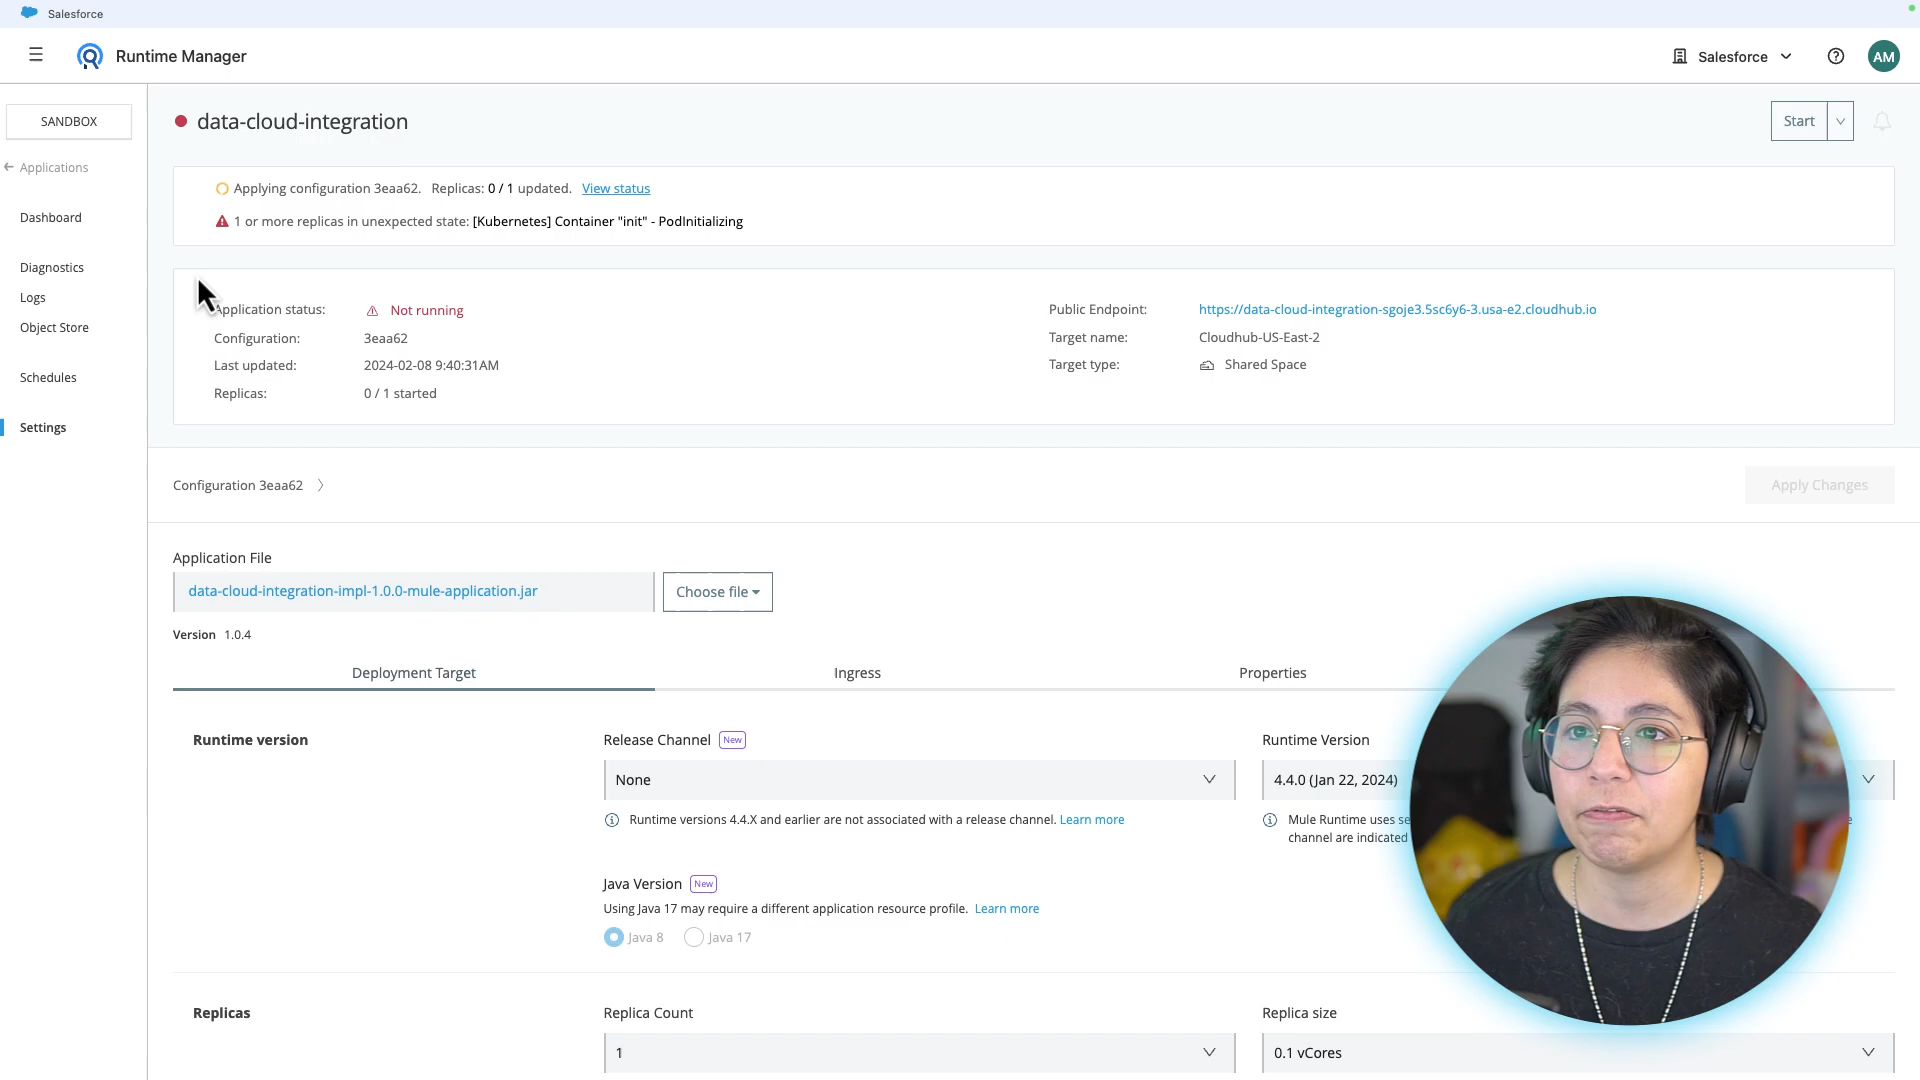 Salesforce
Runtime Manager
Salesforce
AM
SANDBOX
data-cloud-integration
Start
Applications
Applying configuration 3eaa62. Replicas: 0 / 1 updated. View status
Dashboard
1 or more replicas in unexpected state: [Kubernetes] Container "init" - PodInitializing
Diagnostics
Logs
Object Store
Schedules
Settings
Application status: Not running
Configuration: 3eaa62
Last updated: 2024-02-08 9:40:31AM
Replicas: 0 / 1 started
Public Endpoint: https://data-cloud-integration-sgoje3.5sc6y6-3.usa-e2.cloudhub.io
Target name: Cloudhub-US-East-2
Target type: Shared Space
Configuration 3eaa62
Apply Changes
Application File
data-cloud-integration-impl-1.0.0-mule-application.jar
Choose file
Version 1.0.4
Deployment Target
Ingress
Properties
Runtime version
Release Channel New
None
Runtime versions 4.4.X and earlier are not associated with a release channel. Learn more
Runtime Version
4.4.0 (Jan 22, 2024)
Mule Runtime uses
channel are indicated
Java Version New
Using Java 17 may require a different application resource profile. Learn more
Java 8
Java 17
Replicas
Replica Count
1
Replica size
0.1 vCores